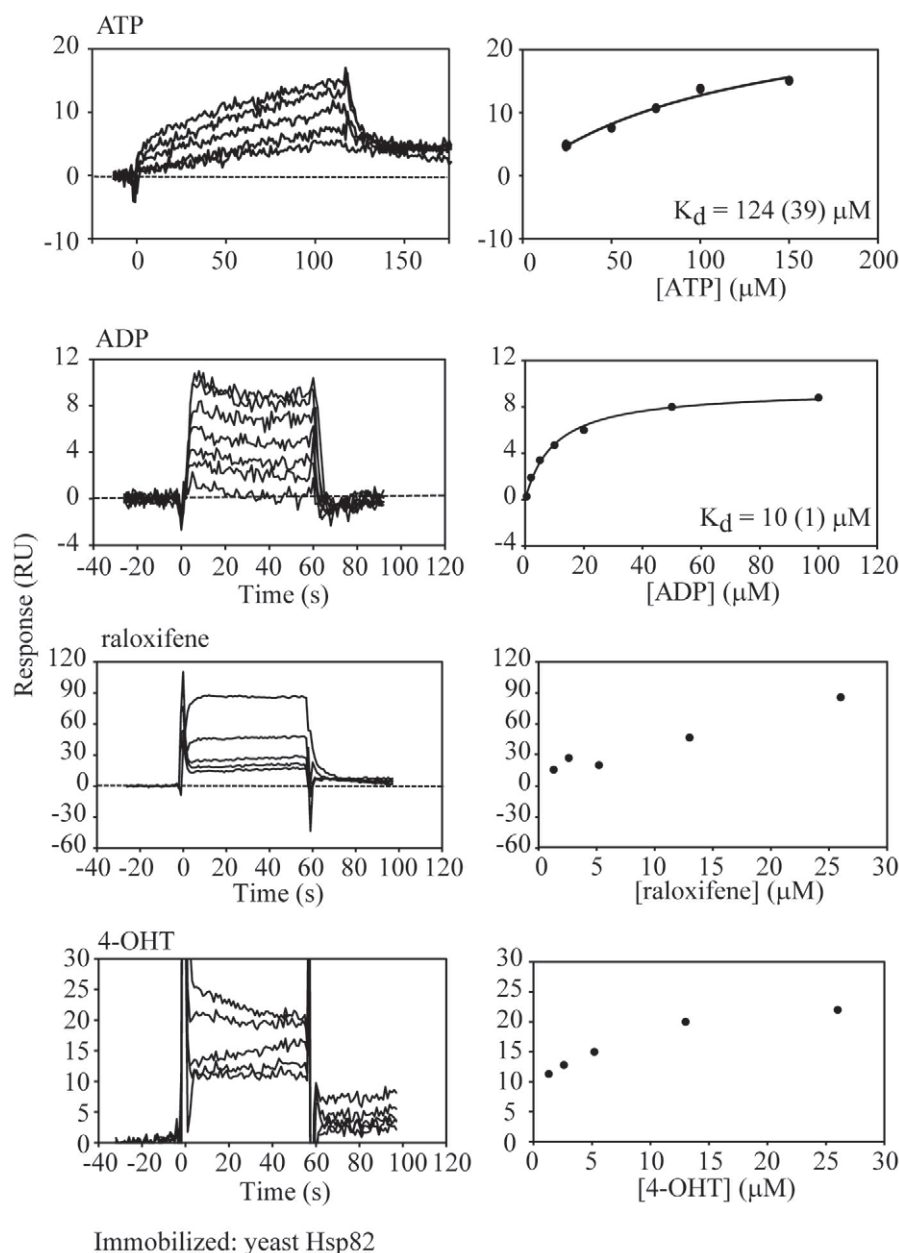 ATP
20
10
0
-10
0 50 100 150
20
10
0
-10
0 50 100 150 200
Kd = 124 (39) μM
[ATP] (μM)
ADP
12
8
4
0
-4
-40 -20 0 20 40 60 80 100 120
Time (s)
12
8
4
0
-4
0 20 40 60 80 100 120
Kd = 10 (1) μM
[ADP] (μM)
Response (RU)
raloxifene
120
90
60
30
0
-30
-60
-40 -20 0 20 40 60 80 100 120
Time (s)
120
90
60
30
0
-30
-60
0 5 10 15 20 25 30
[raloxifene] (μM)
4-OHT
30
25
20
15
10
5
0
-40 -20 0 20 40 60 80 100 120
Time (s)
30
25
20
15
10
5
0
0 5 10 15 20 25 30
[4-OHT] (μM)
Immobilized: yeast Hsp82